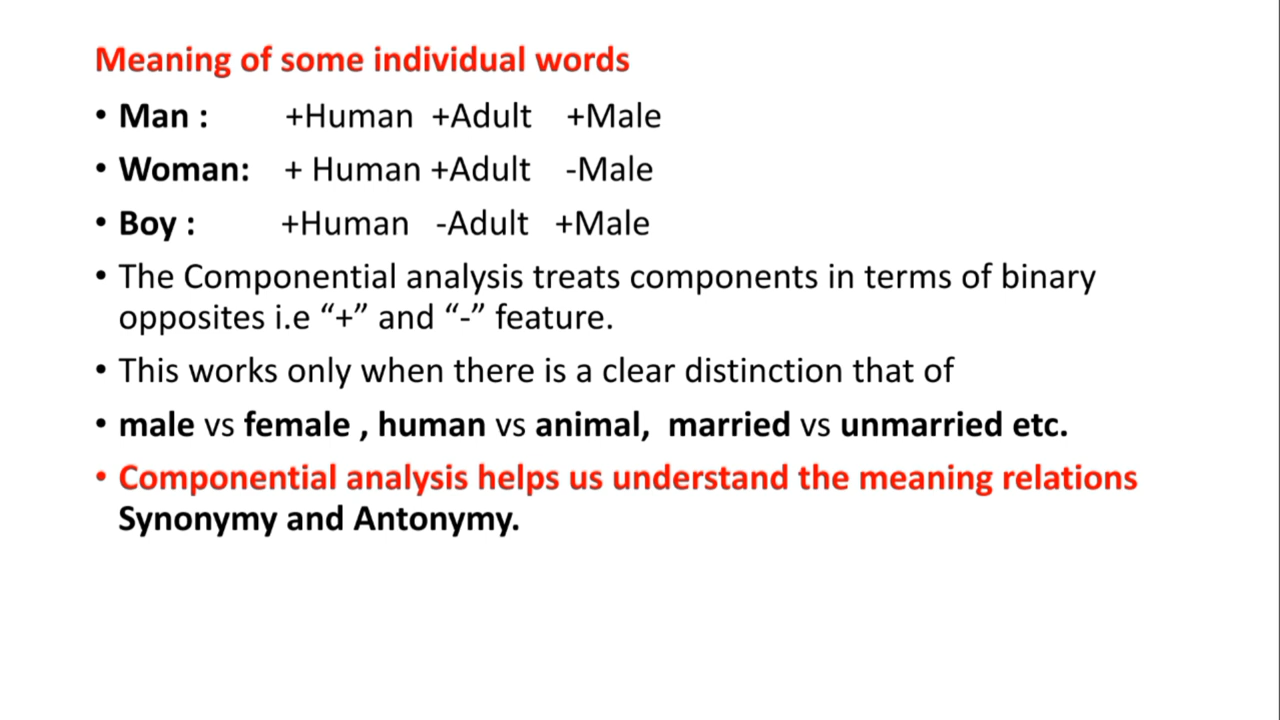 Meaning of some individual words
• Man : +Human +Adult +Male
• Woman: + Human +Adult -Male
• Boy : +Human -Adult +Male
• The Componential analysis treats components in terms of binary
opposites i.e “+” and “-” feature.
• This works only when there is a clear distinction that of
• male vs female , human vs animal, married vs unmarried etc.
• Componential analysis helps us understand the meaning relations
Synonymy and Antonymy.